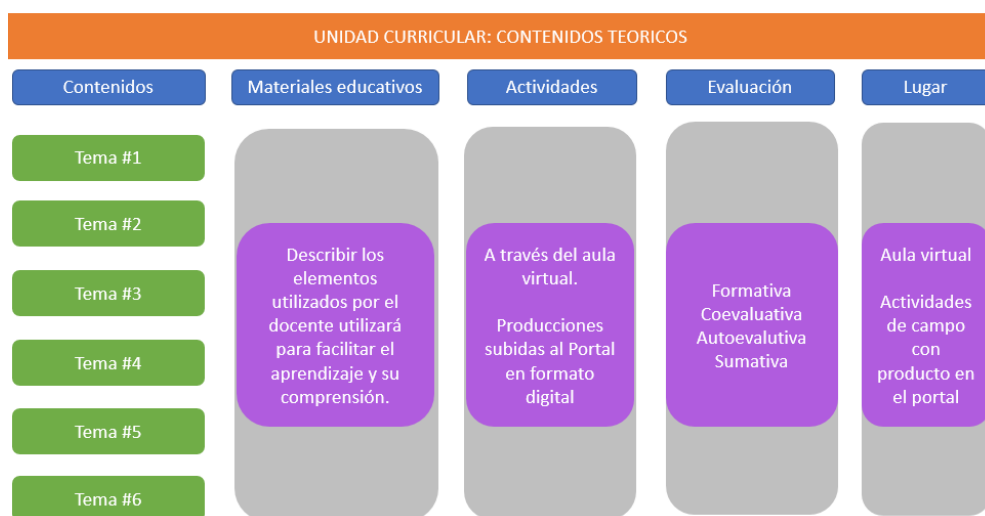 UNIDAD CURRICULAR: CONTENIDOS TEORICOS
Contenidos
Materiales educativos
Actividades
Evaluación
Lugar
Tema #1
Tema #2
Tema #3
Tema #4
Tema #5
Tema #6
Describir los
elementos
utilizados por el
docente utilizará
para facilitar el
aprendizaje y su
comprensión.
A través del aula
virtual.
Producciones
subidas al Portal
en formato
digital
Formativa
Coevaluativa
Autoevalutiva
Sumativa
Aula virtual
Actividades
de campo
con
producto en
el portal